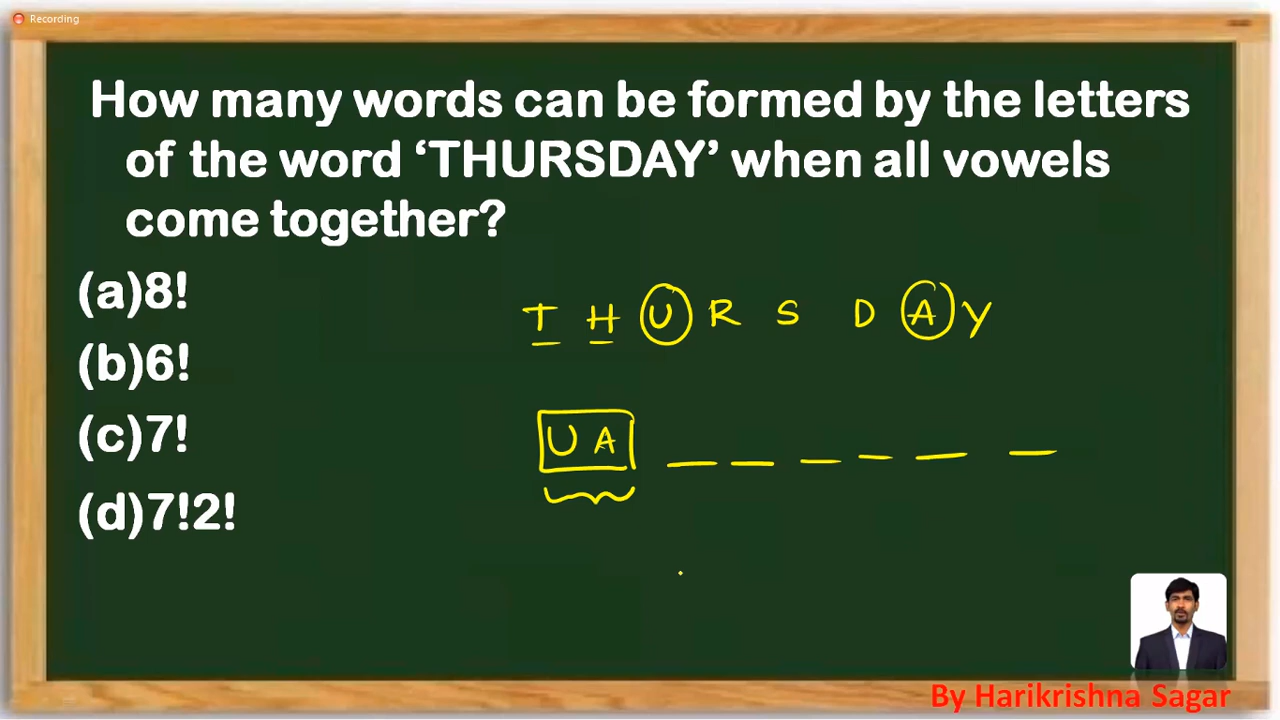 Recording
How many words can be formed by the letters
of the word ‘THURSDAY’ when all vowels
come together?
(a)8!
(b)6!
(c)7!
(d)7!2!
T H U R S D A Y
U A
By Harikrishna Sagar